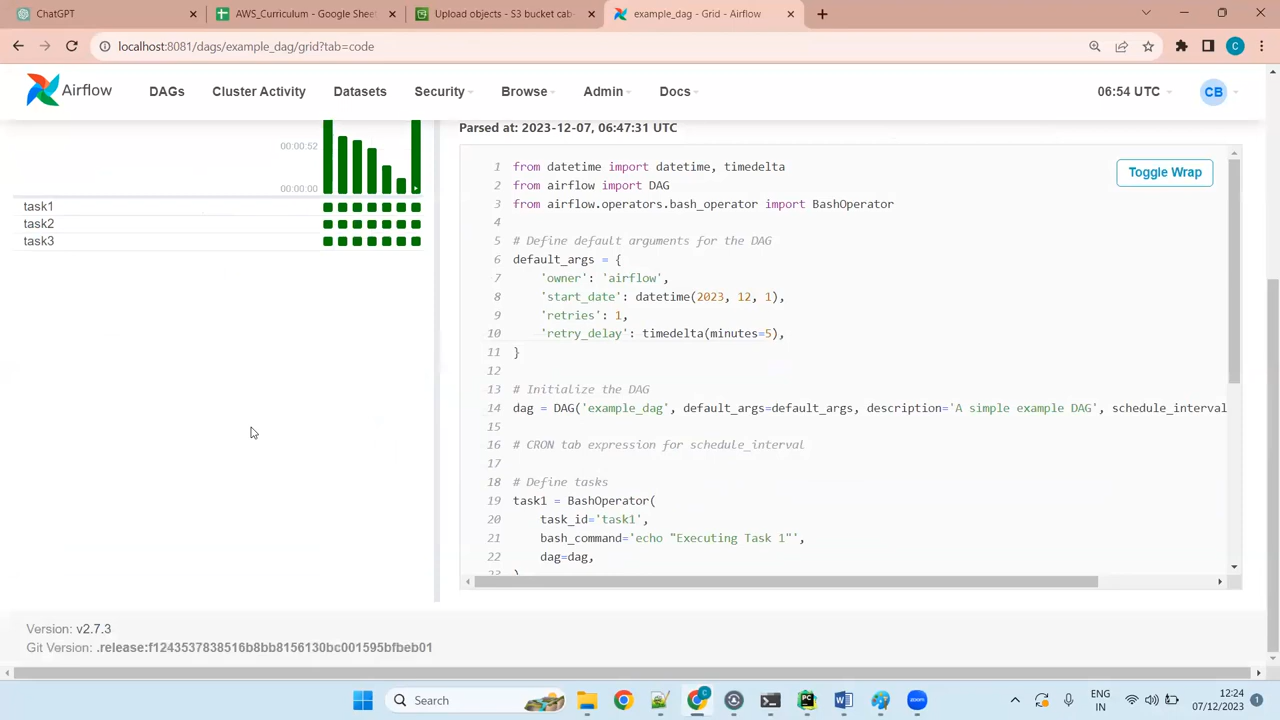 ChatGPT
AWS_Curriculum - Google Sheet
Upload objects - S3 bucket cab
example_dag - Grid - Airflow
localhost:8081/dags/example_dag/grid?tab=code
C
Airflow
DAGs
Cluster Activity
Datasets
Security
Browse
Admin
Docs
06:54 UTC
CB
00:00:52
00:00:00
task1
task2
task3
Parsed at: 2023-12-07, 06:47:31 UTC
Toggle Wrap
1 from datetime import datetime, timedelta
2 from airflow import DAG
3 from airflow.operators.bash_operator import BashOperator
4
5 # Define default arguments for the DAG
6 default_args = {
7 'owner': 'airflow',
8 'start_date': datetime(2023, 12, 1),
9 'retries': 1,
10 'retry_delay': timedelta(minutes=5),
11 }
12
13 # Initialize the DAG
14 dag = DAG('example_dag', default_args=default_args, description='A simple example DAG', schedule_interval
15
16 # CRON tab expression for schedule_interval
17
18 # Define tasks
19 task1 = BashOperator(
20 task_id='task1',
21 bash_command='echo "Executing Task 1"',
22 dag=dag,
23 )
Version: v2.7.3
Git Version: .release:f1243537838516b8bb8156130bc001595bfbeb01
Search
C
PC
W
zoom
ENG
IN
12:24
07/12/2023
1